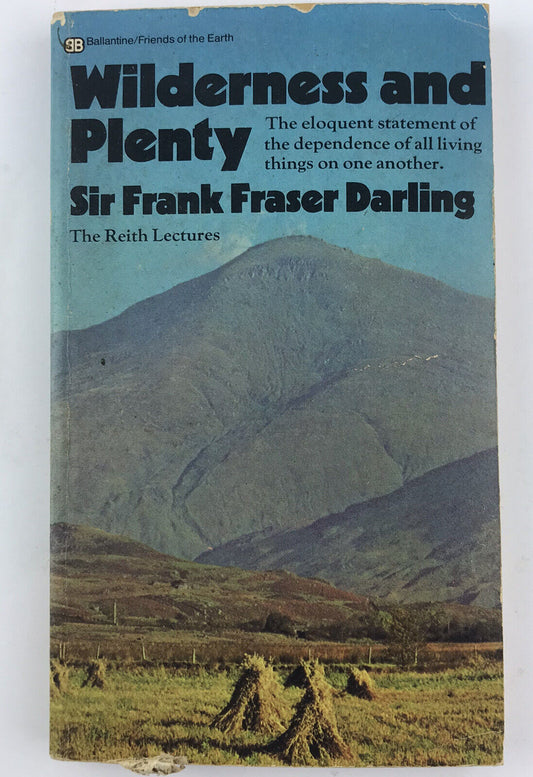 BB Ballantine/Friends of the Earth
Wilderness and
Plenty
The eloquent statement of
the dependence of all living
things on one another.
Sir Frank Fraser Darling
The Reith Lectures